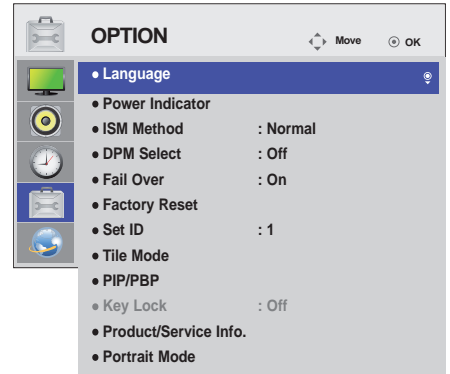 OPTION Move OK
• Language
• Power Indicator
• ISM Method : Normal
• DPM Select : Off
• Fail Over : On
• Factory Reset
• Set ID : 1
• Tile Mode
• PIP/PBP
• Key Lock : Off
• Product/Service Info.
• Portrait Mode